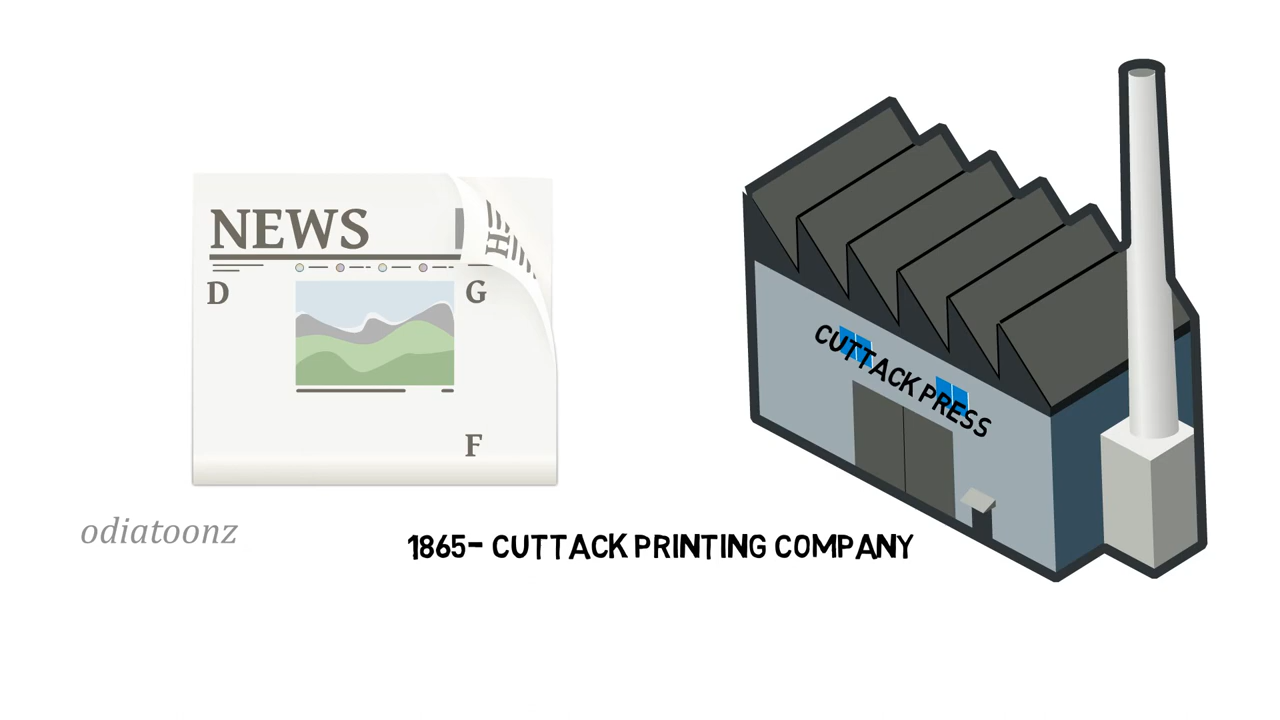 NEWS
D
G
F
CUTTACK PRESS
odiatoonz
1865- CUTTACK PRINTING COMPANY